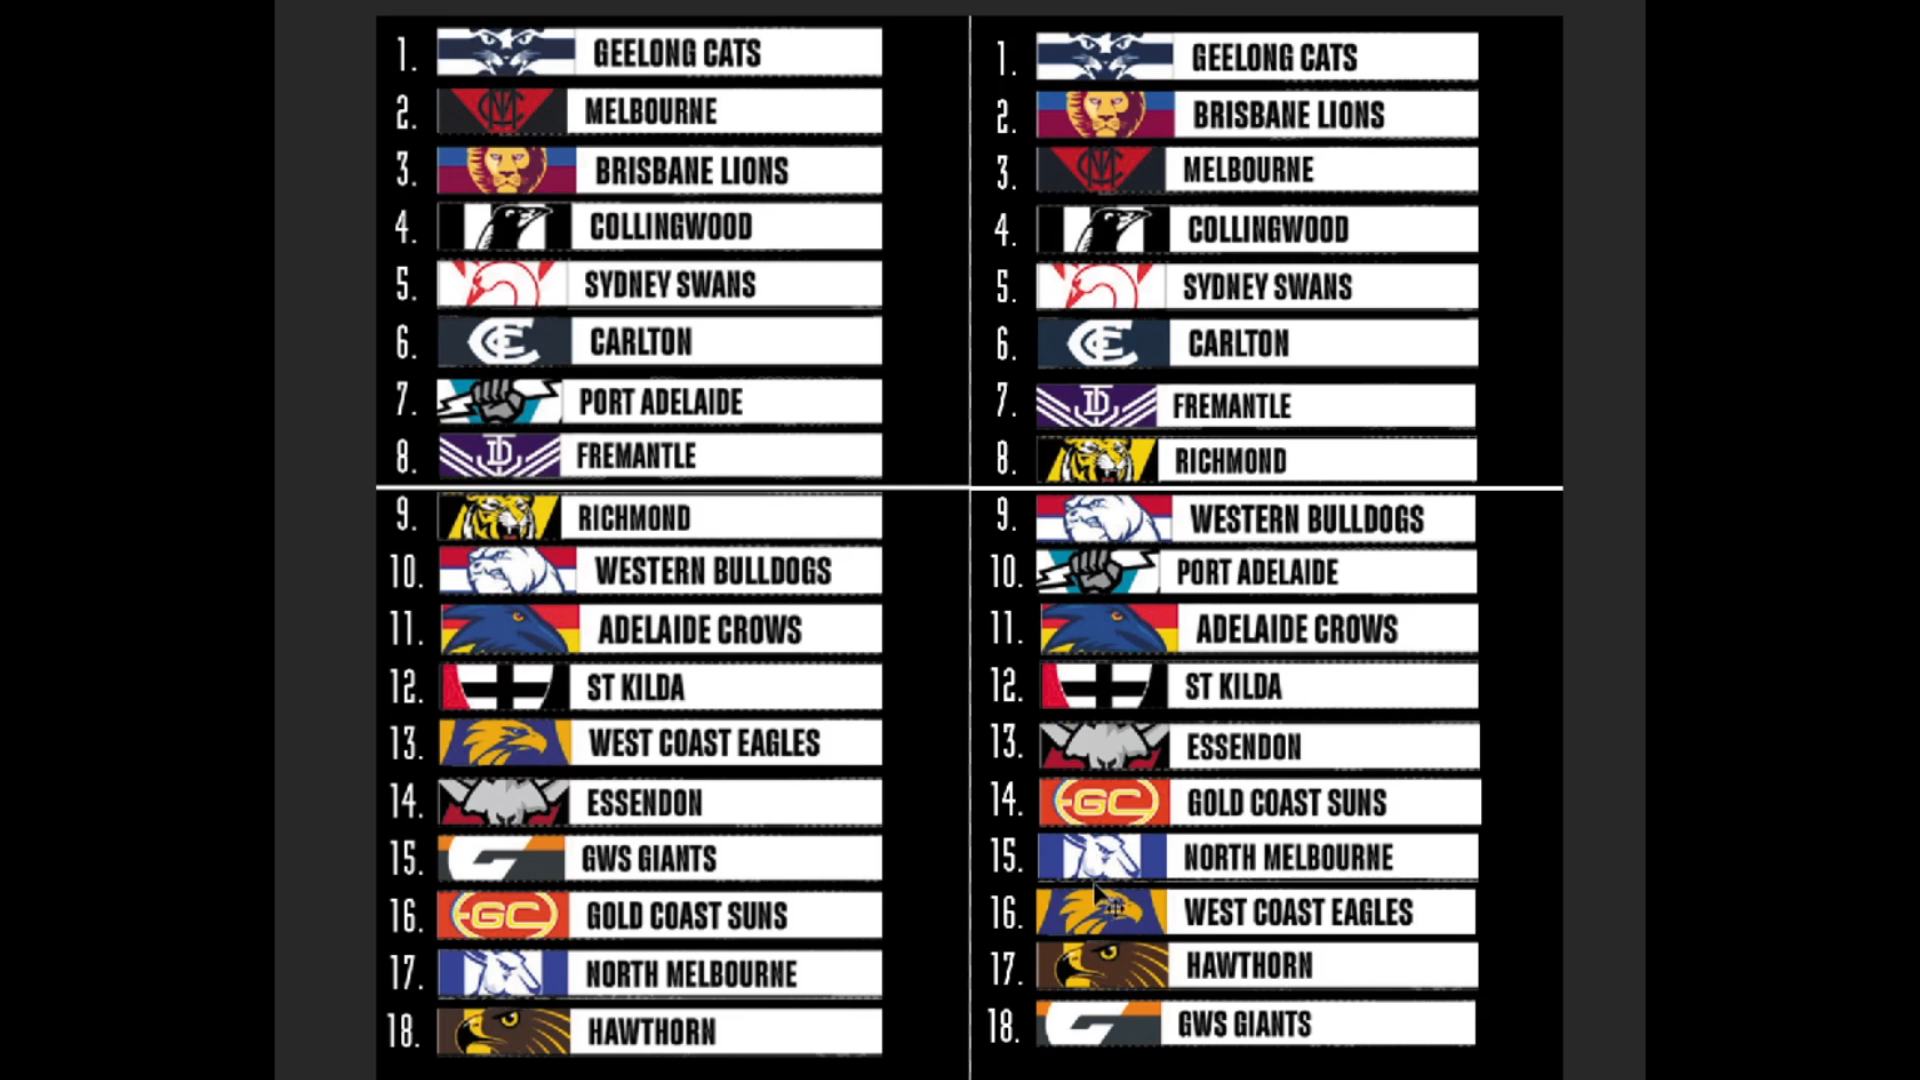 1. GEELONG CATS
2. MELBOURNE
3. BRISBANE LIONS
4. COLLINGWOOD
5. SYDNEY SWANS
6. CARLTON
7. PORT ADELAIDE
8. FREMANTLE
9. RICHMOND
10. WESTERN BULLDOGS
11. ADELAIDE CROWS
12. ST KILDA
13. WEST COAST EAGLES
14. ESSENDON
15. GWS GIANTS
16. GC GOLD COAST SUNS
17. NORTH MELBOURNE
18. HAWTHORN
1. GEELONG CATS
2. BRISBANE LIONS
3. MELBOURNE
4. COLLINGWOOD
5. SYDNEY SWANS
6. CARLTON
7. FREMANTLE
8. RICHMOND
9. WESTERN BULLDOGS
10. PORT ADELAIDE
11. ADELAIDE CROWS
12. ST KILDA
13. ESSENDON
14. GC GOLD COAST SUNS
15. NORTH MELBOURNE
16. WEST COAST EAGLES
17. HAWTHORN
18. GWS GIANTS